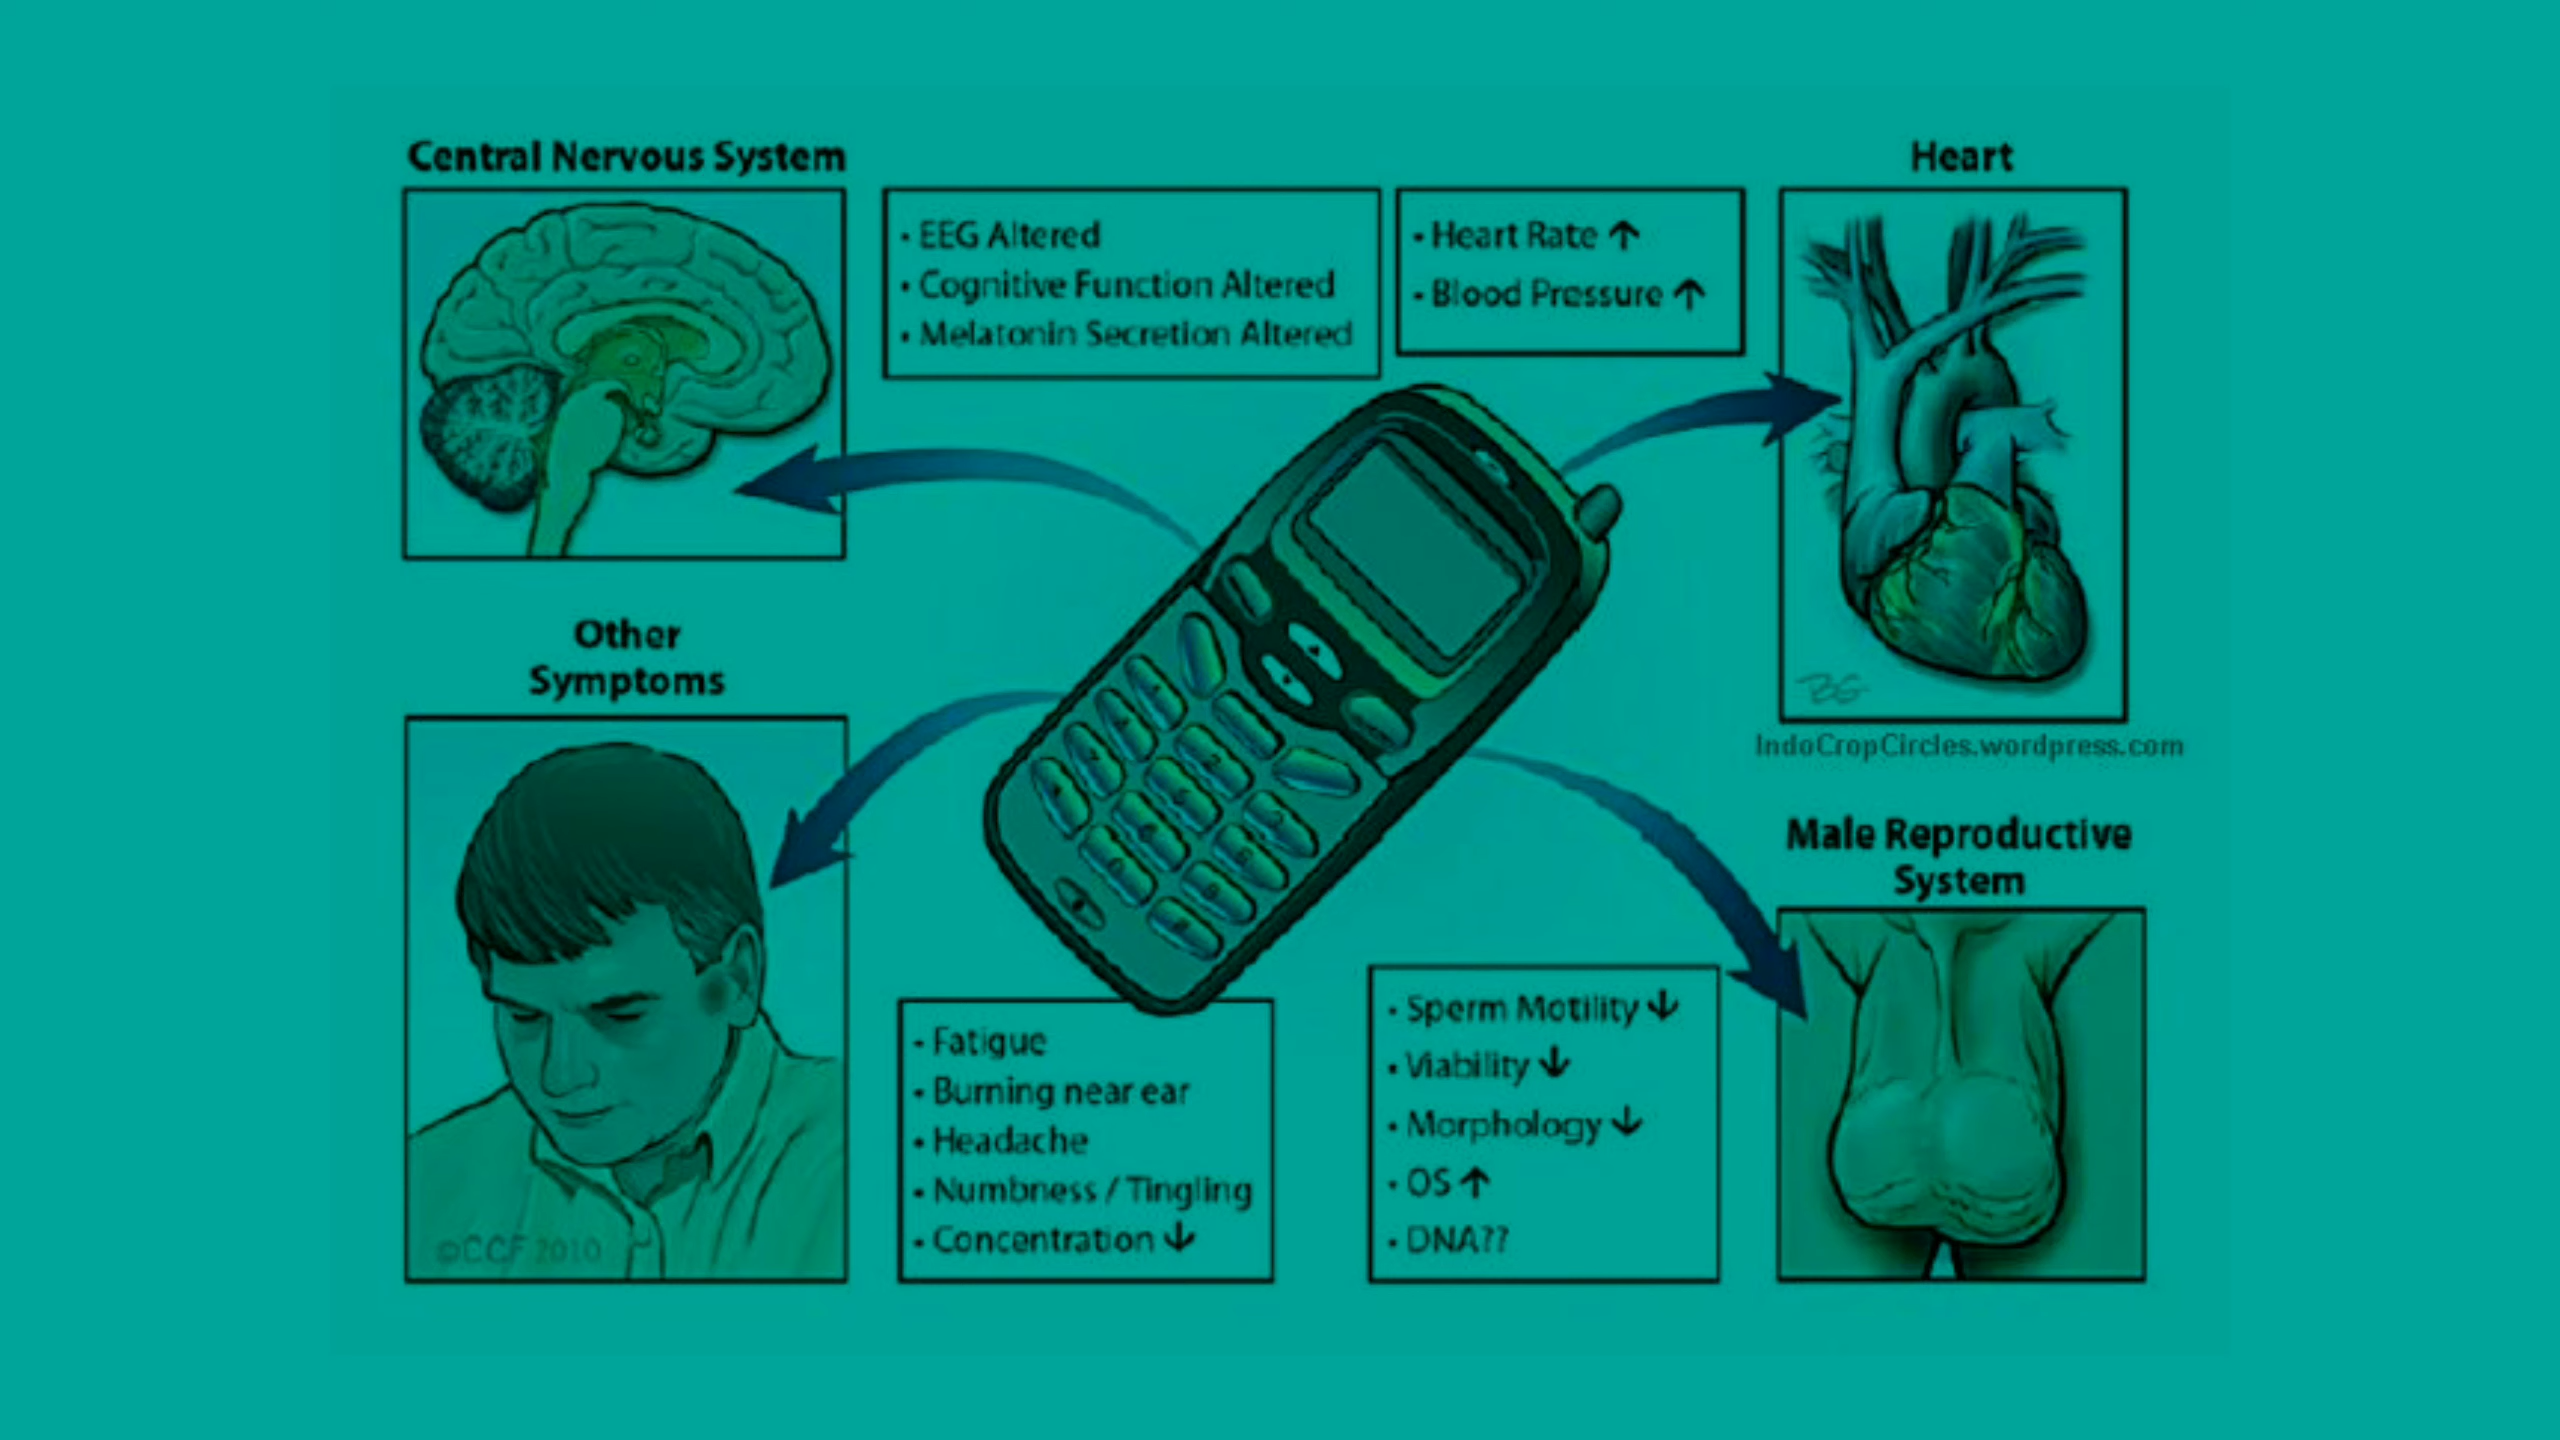 Central Nervous System
• EEG Altered
• Cognitive Function Altered
• Melatonin Secretion Altered
• Heart Rate ↑
• Blood Pressure ↑
Heart
BG
IndoCropCircles.wordpress.com
Other
Symptoms
©CCF 2010
• Fatigue
• Burning near ear
• Headache
• Numbness / Tingling
• Concentration ↓
• Sperm Motility ↓
• Viability ↓
• Morphology ↓
• OS ↑
• DNA??
Male Reproductive
System